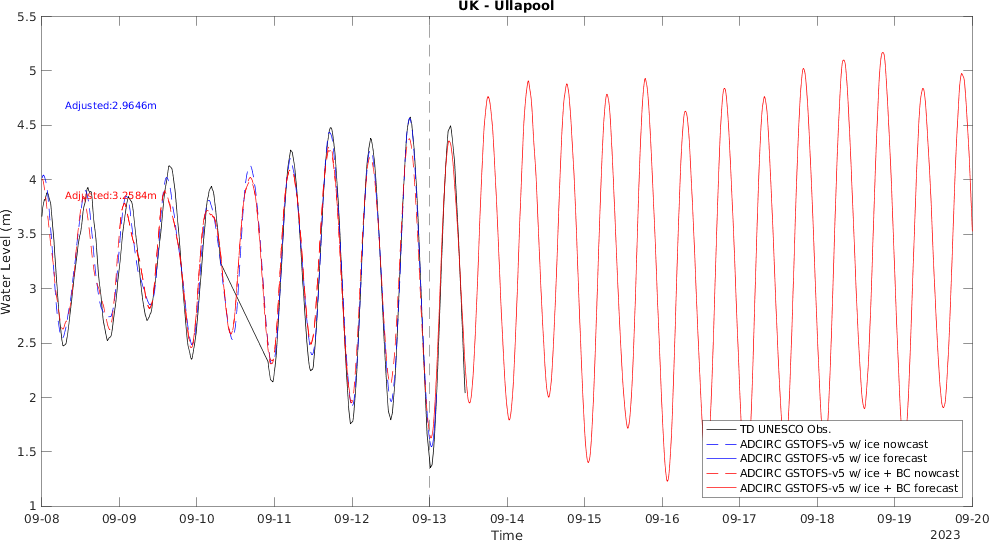 UK - Ullapool
5.5
5
4.5
4
3.5
3
2.5
2
1.5
1
Water Level (m)
Adjusted:2.9646m
Adjusted:3.2584m
TD UNESCO Obs.
ADCIRC GSTOFS-v5 w/ ice nowcast
ADCIRC GSTOFS-v5 w/ ice forecast
ADCIRC GSTOFS-v5 w/ ice + BC nowcast
ADCIRC GSTOFS-v5 w/ ice + BC forecast
09-08 09-09 09-10 09-11 09-12 09-13 09-14 09-15 09-16 09-17 09-18 09-19 09-20
Time
2023